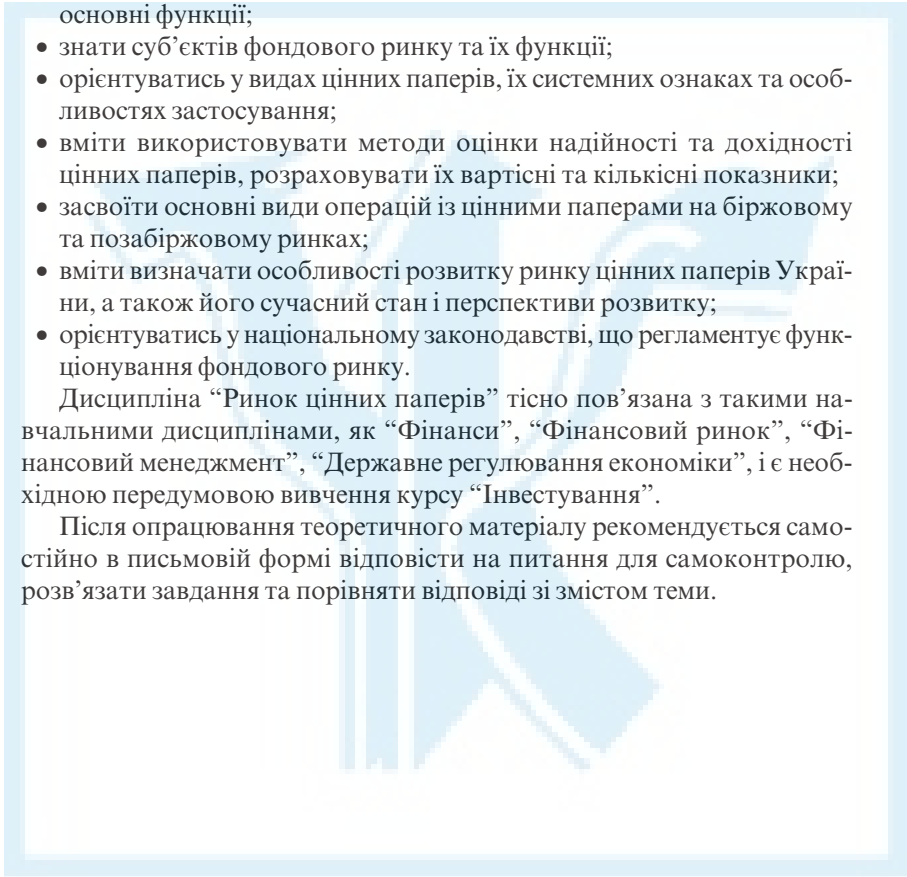 основні функції;
• знати суб’єктів фондового ринку та їх функції;
• орієнтуватись у видах цінних паперів, їх системних ознаках та особ-
ливостях застосування;
• вміти використовувати методи оцінки надійності та дохідності
цінних паперів, розраховувати їх вартісні та кількісні показники;
• засвоїти основні види операцій із цінними паперами на біржовому
та позабіржовому ринках;
• вміти визначати особливості розвитку ринку цінних паперів Украї-
ни, а також його сучасний стан і перспективи розвитку;
• орієнтуватись у національному законодавстві, що регламентує функ-
ціонування фондового ринку.
Дисципліна “Ринок цінних паперів” тісно пов’язана з такими на-
вчальними дисциплінами, як “Фінанси”, “Фінансовий ринок”, “Фі-
нансовий менеджмент”, “Державне регулювання економіки”, і є необ-
хідною передумовою вивчення курсу “Інвестування”.
Після опрацювання теоретичного матеріалу рекомендується само-
стійно в письмовій формі відповісти на питання для самоконтролю,
розв’язати завдання та порівняти відповіді зі змістом теми.